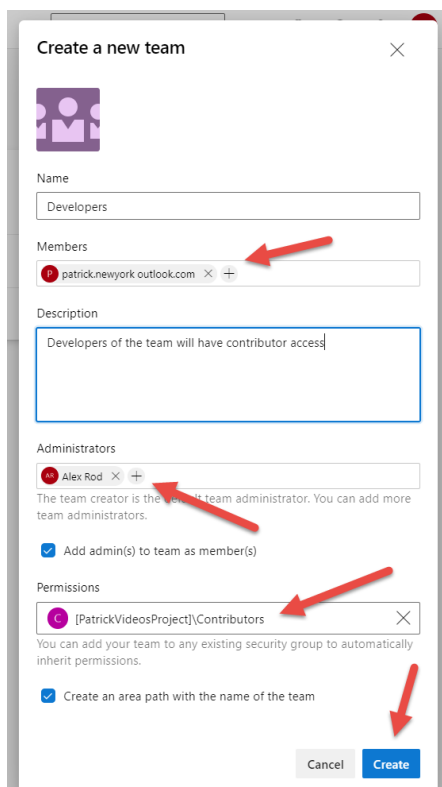 Create a new team
Name
Developers
Members
P patrick.newyork outlook.com
Description
Developers of the team will have contributor access
Administrators
AR Alex Rod
The team creator is the default team administrator. You can add more
team administrators.
Add admin(s) to team as member(s)
Permissions
C [PatrickVideosProject]\Contributors
You can add your team to any existing security group to automatically
inherit permissions.
Create an area path with the name of the team
Cancel Create